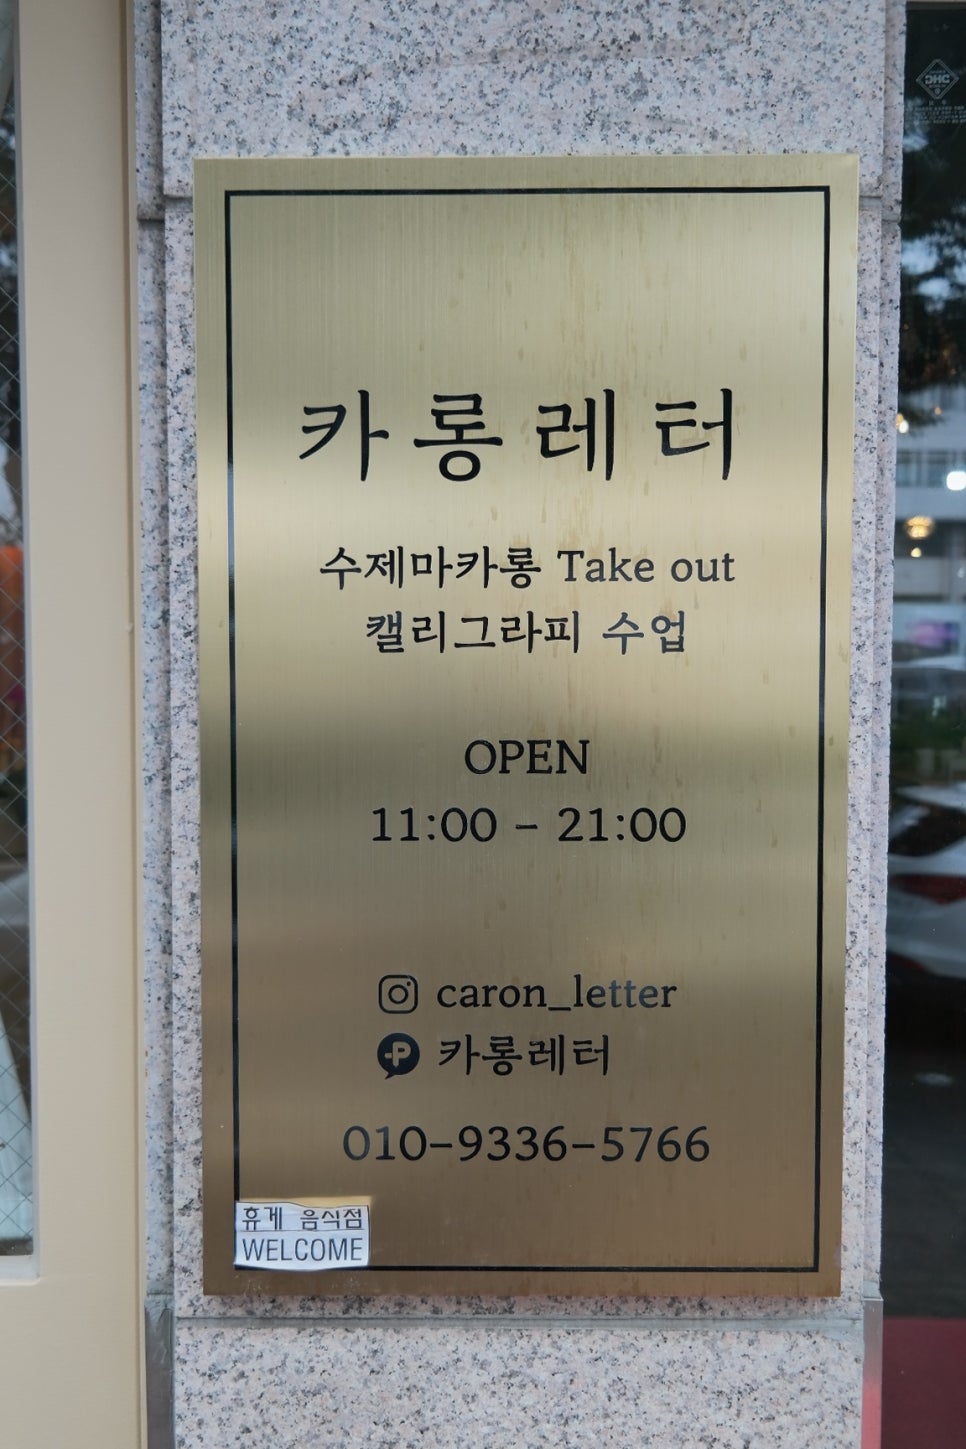 카롱레터
수제마카롱 Take out
캘리그라피 수업
OPEN
11:00 - 21:00
caron_letter
카롱레터
010-9336-5766
휴게 음식점
WELCOME